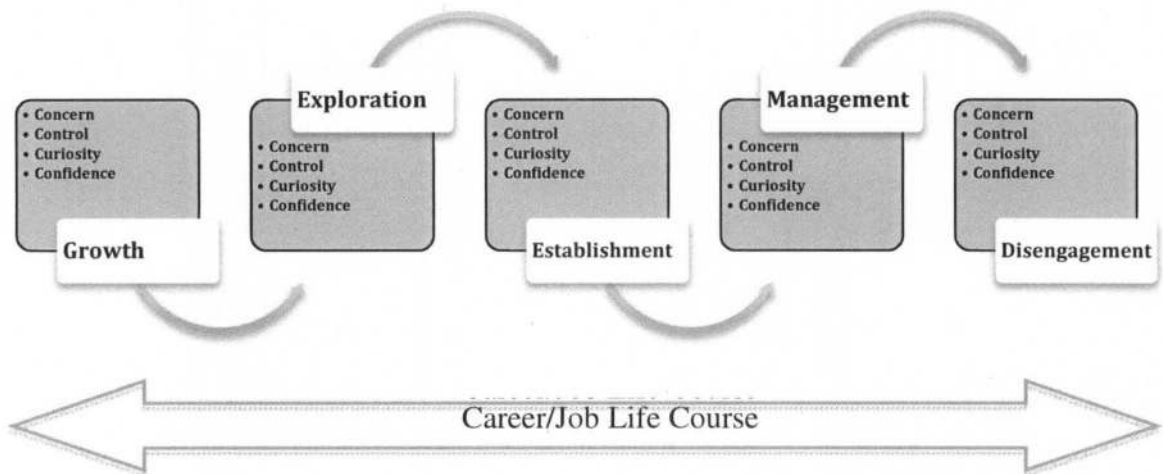 • Concern
• Control
• Curiosity
• Confidence
Growth
Exploration
• Concern
• Control
• Curiosity
• Confidence
• Concern
• Control
• Curiosity
• Confidence
Establishment
Management
• Concern
• Control
• Curiosity
• Confidence
• Concern
• Control
• Curiosity
• Confidence
Disengagement
Career/Job Life Course